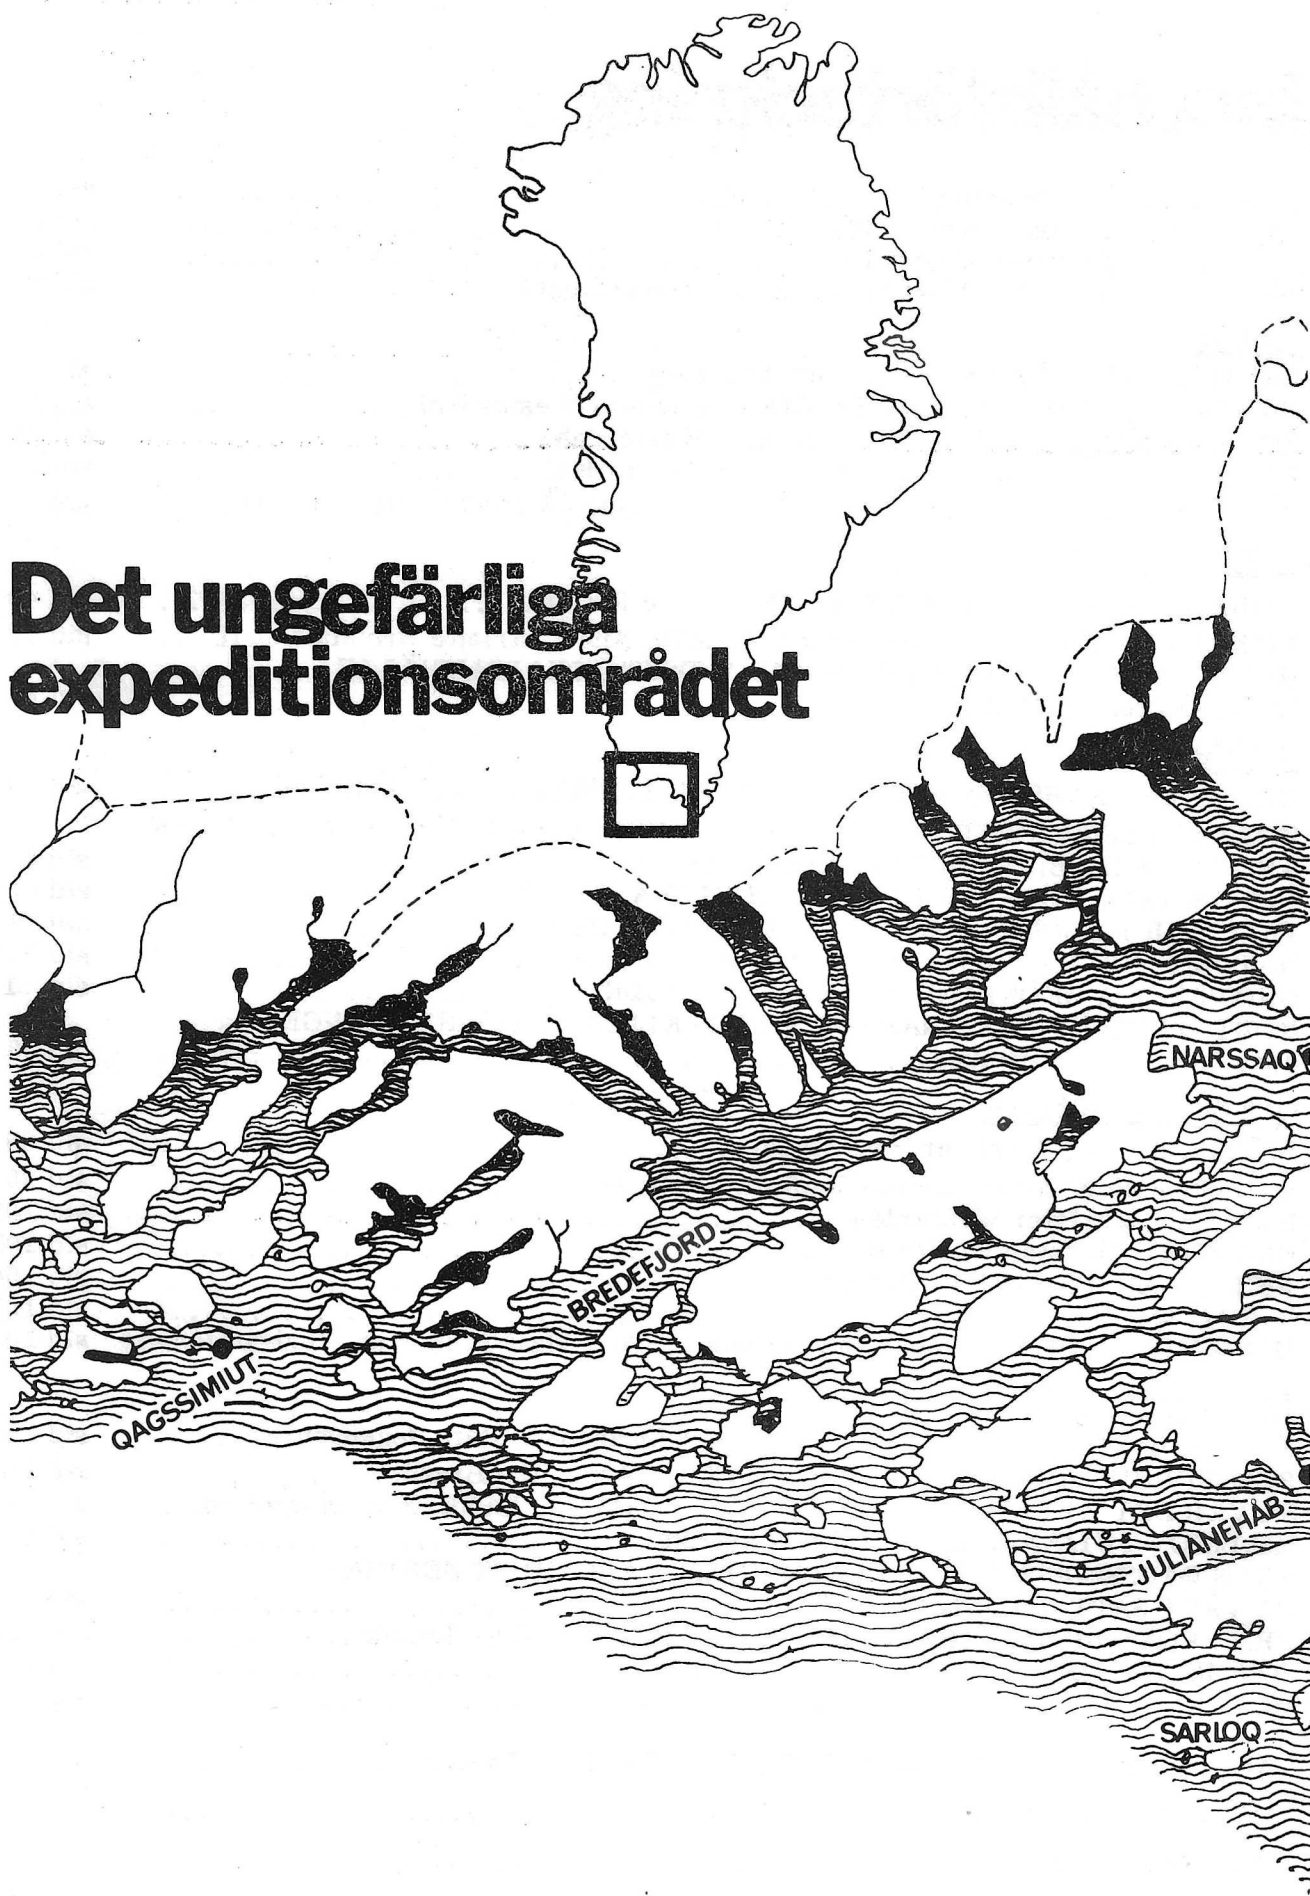 Det ungefärliga
expeditionsområdet
NARSSAQ
BREDEFJORD
QAGSSIMIUT
JULIANEHÅB
SARLOQ